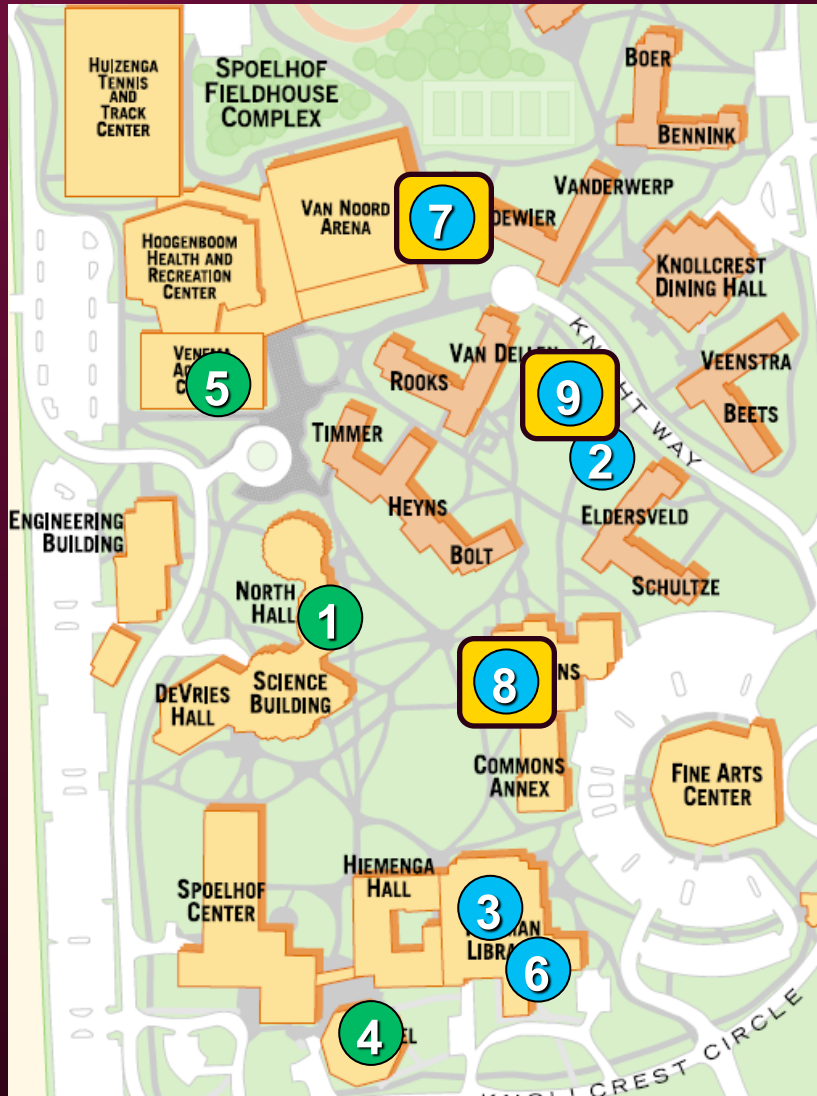 HUIZENGA
TENNIS
AND
TRACK
CENTER
SPOELHOF
FIELDHOUSE
COMPLEX
BOER
BENNINK
VAN NOORD
ARENA
7
VANDERWERP
HOOGENBOOM
HEALTH AND
RECREATION
CENTER
KNOLLCREST
DINING HALL
KNIGHT WAY
VAN DELLEN
ROOKS
5
9
VEENSTRA
BEETS
TIMMER
2
HEYNS
BOLT
ELDERSVELD
SCHULTZE
ENGINEERING
BUILDING
NORTH
HALL
1
DEVRIES
HALL
SCIENCE
BUILDING
8
COMMONS
ANNEX
FINE ARTS
CENTER
HIEMENGA
HALL
SPOELHOF
CENTER
3
6
4
KNOLLCREST CIRCLE